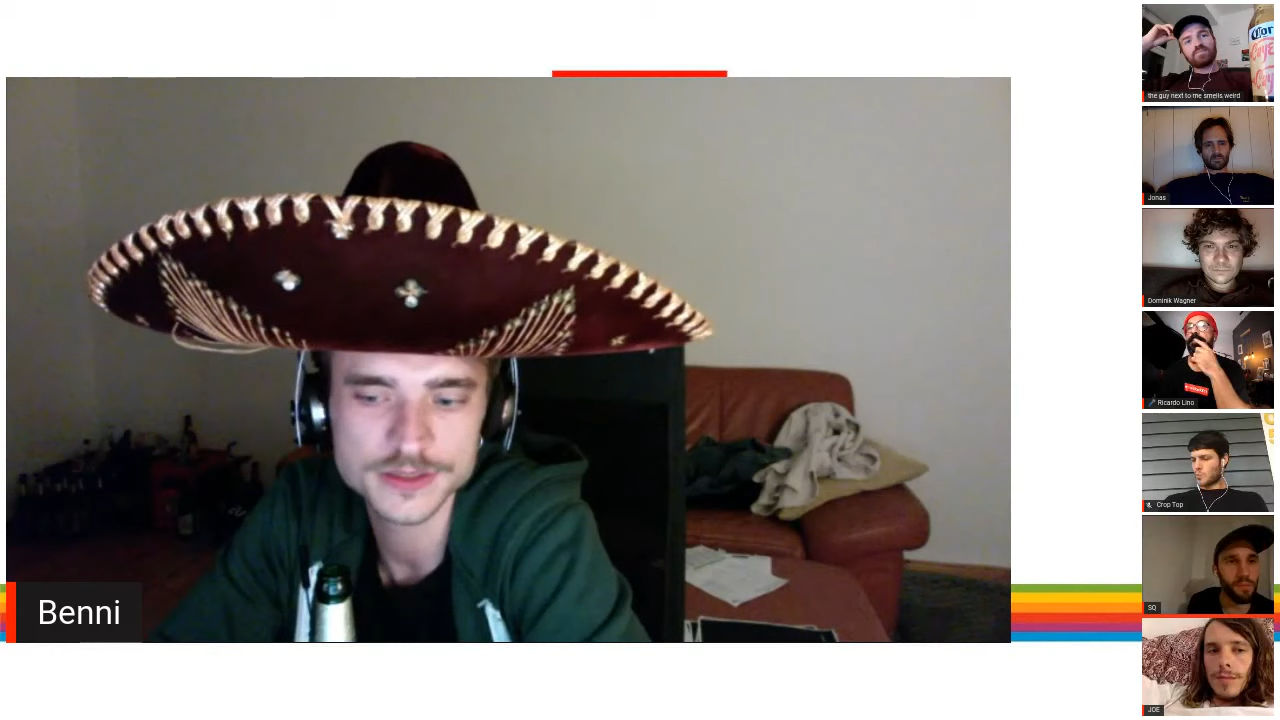 Benni
the guy next to me smells weird
Jonas
Dominik Wagner
Ricardo Lino
Crop Top
SQ
JOE